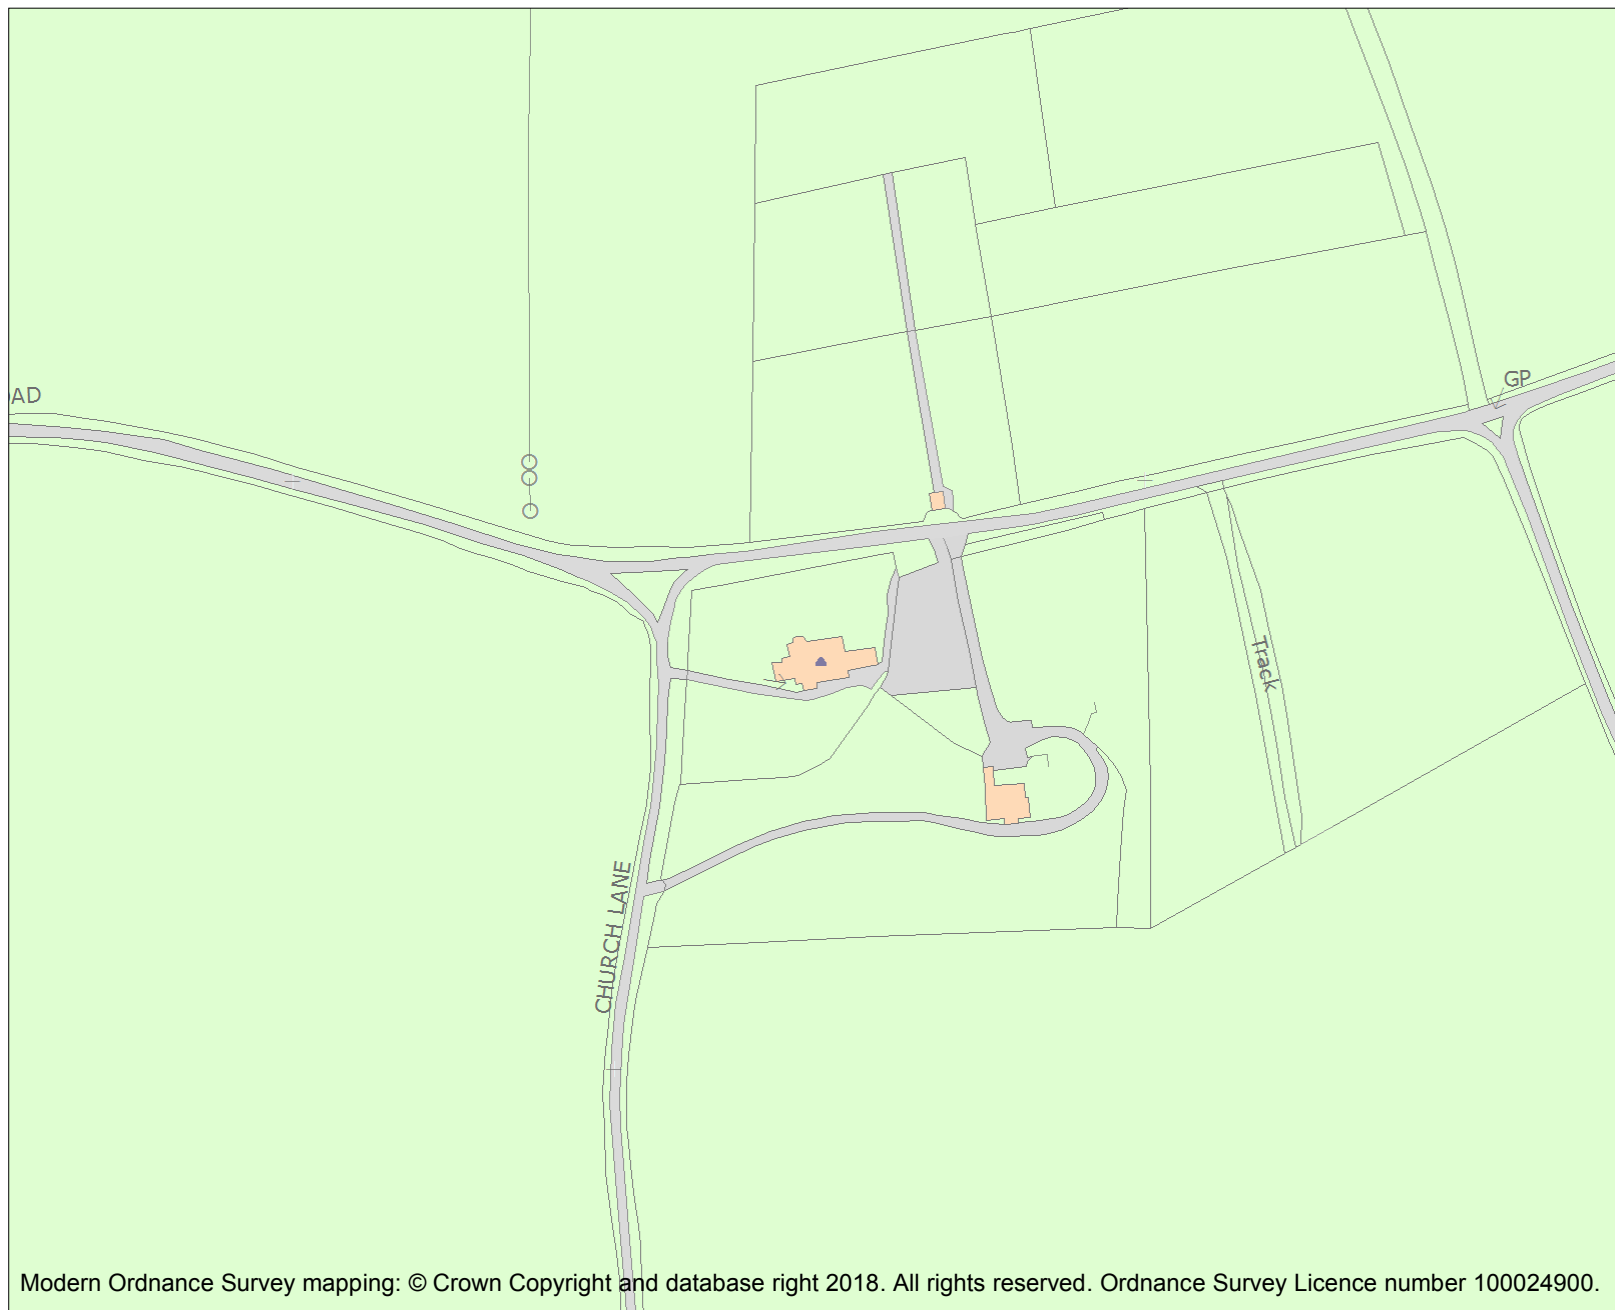 GP
AD
Track
CHURCH LANE
Modern Ordnance Survey mapping: © Crown Copyright and database right 2018. All rights reserved. Ordnance Survey Licence number 100024900.